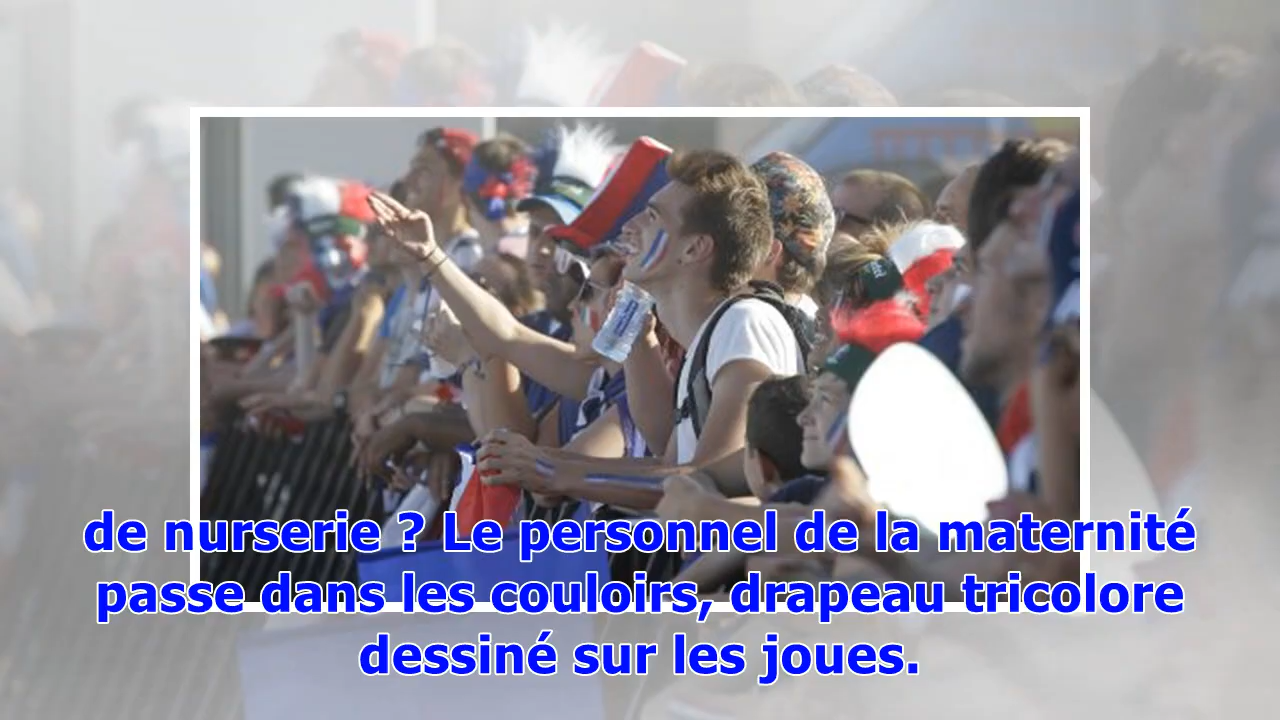 de nurserie ? Le personnel de la maternité
passe dans les couloirs, drapeau tricolore
dessiné sur les joues.